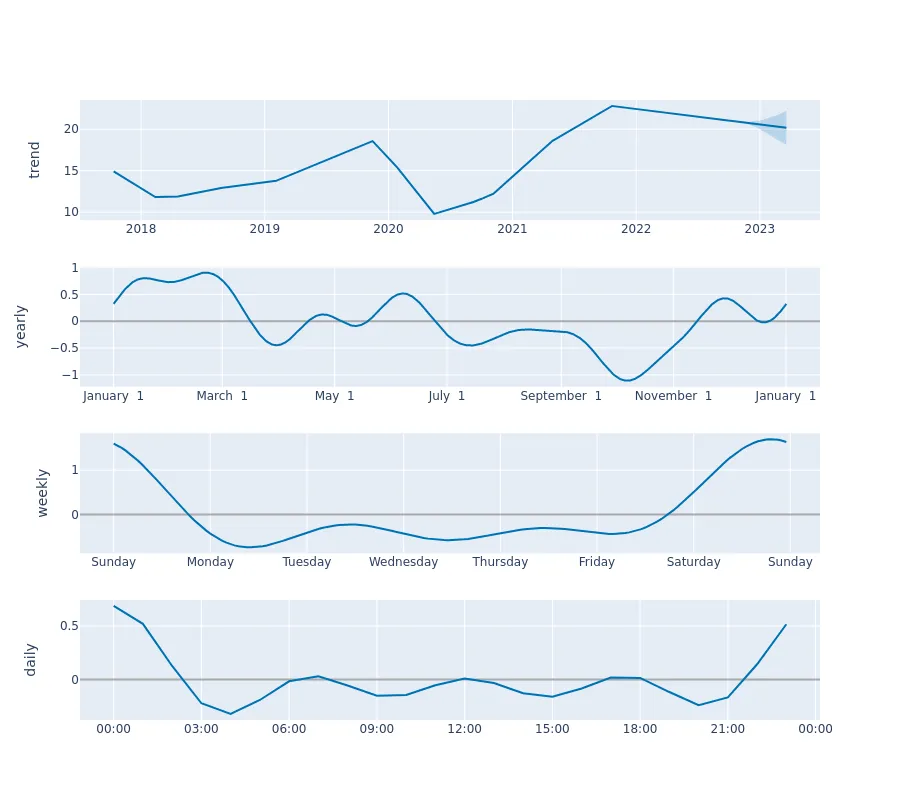 trend
20
15
10
2018 2019 2020 2021 2022 2023
yearly
1
0.5
0
−0.5
−1
January 1 March 1 May 1 July 1 September 1 November 1 January 1
weekly
1
0
Sunday Monday Tuesday Wednesday Thursday Friday Saturday Sunday
daily
0.5
0
00:00 03:00 06:00 09:00 12:00 15:00 18:00 21:00 00:00